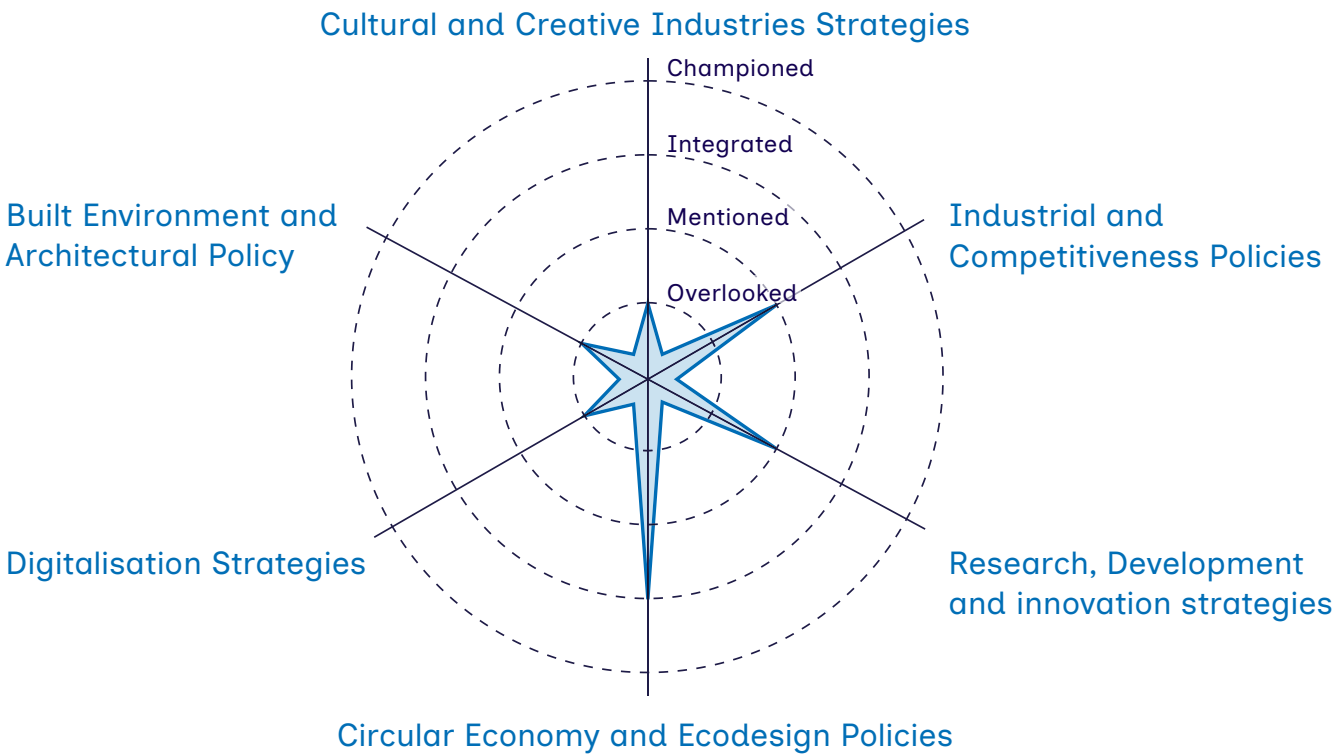 Cultural and Creative Industries Strategies
Championed
Integrated
Mentioned
Overlooked
Built Environment and
Architectural Policy
Industrial and
Competitiveness Policies
Digitalisation Strategies
Research, Development
and innovation strategies
Circular Economy and Ecodesign Policies